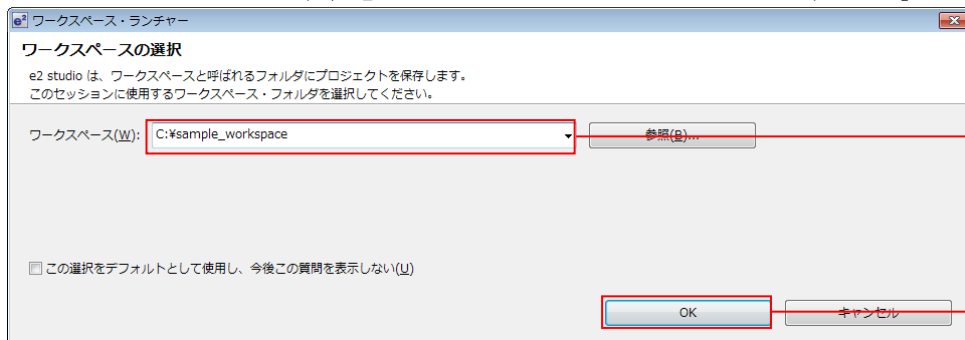 e² ワークスペース・ランチャー
ワークスペースの選択
e2 studio は、ワークスペースと呼ばれるフォルダにプロジェクトを保存します。
このセッションに使用するワークスペース・フォルダを選択してください。
ワークスペース(W): C:¥sample_workspace 参照(B)...
この選択をデフォルトとして使用し、今後この質問を表示しない(U)
OK キャンセル